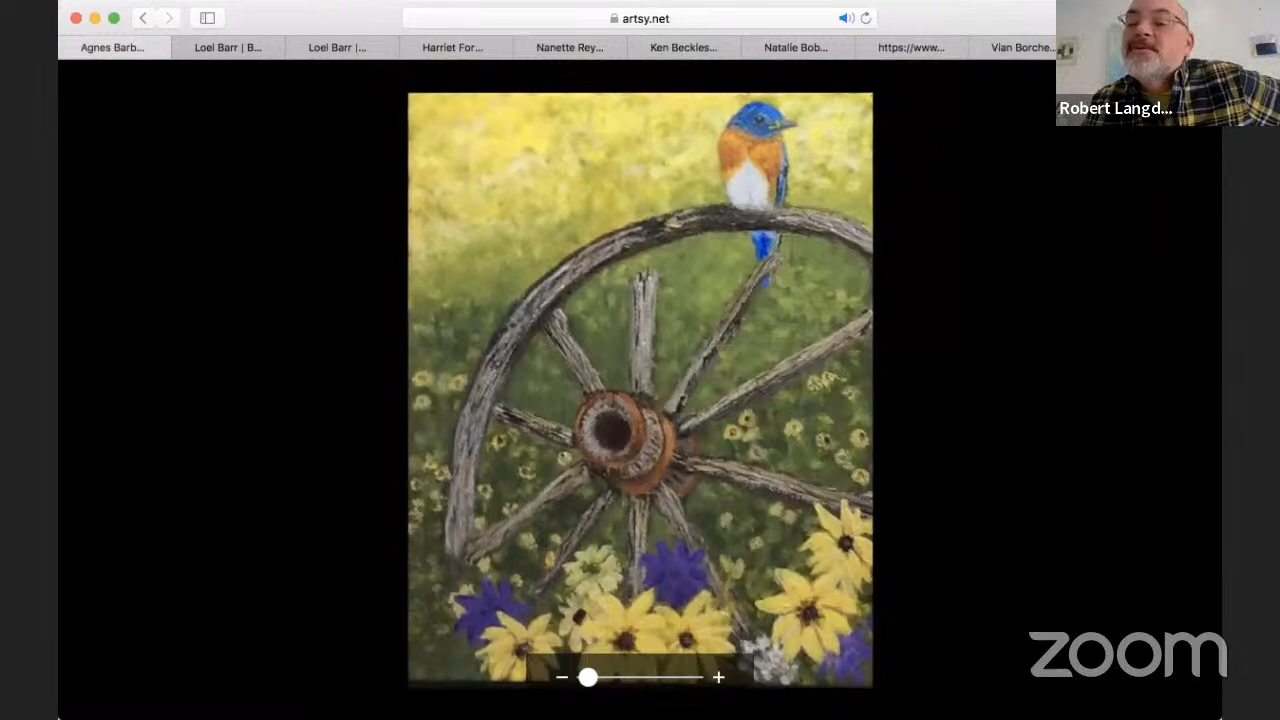 artsy.net
Agnes Barb...
Loel Barr | B...
Loel Barr |...
Harriet For...
Nanette Rey...
Ken Beckles...
Natalie Bob...
https://www...
Vian Borche...
Robert Langd...
zoom